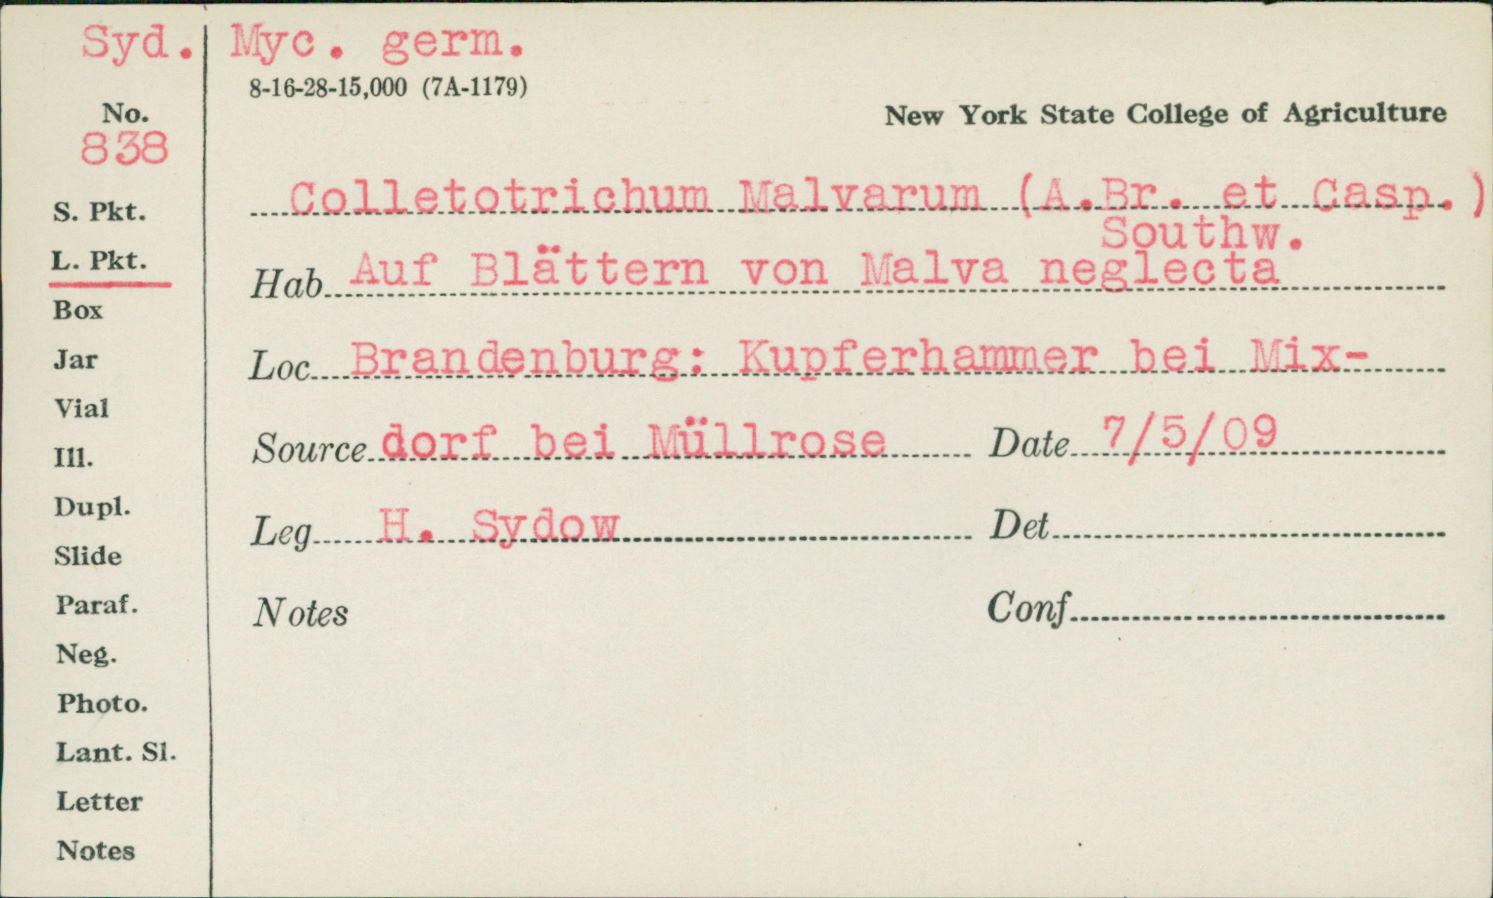 Syd. Myc. germ.
8-16-28-15,000 (7A-1179)
New York State College of Agriculture
No.
838
S. Pkt.
L. Pkt.
Box
Jar
Vial
Ill.
Dupl.
Slide
Paraf.
Neg.
Photo.
Lant. Sl.
Letter
Notes
Colletotrichum Malvarum (A.Br. et Casp.)
Southw.
Hab Auf Blättern von Malva neglecta
Loc Brandenburg: Kupferhammer bei Mix-
Source dorf bei Müllrose Date 7/5/09
Leg H. Sydow Det
Notes Conf